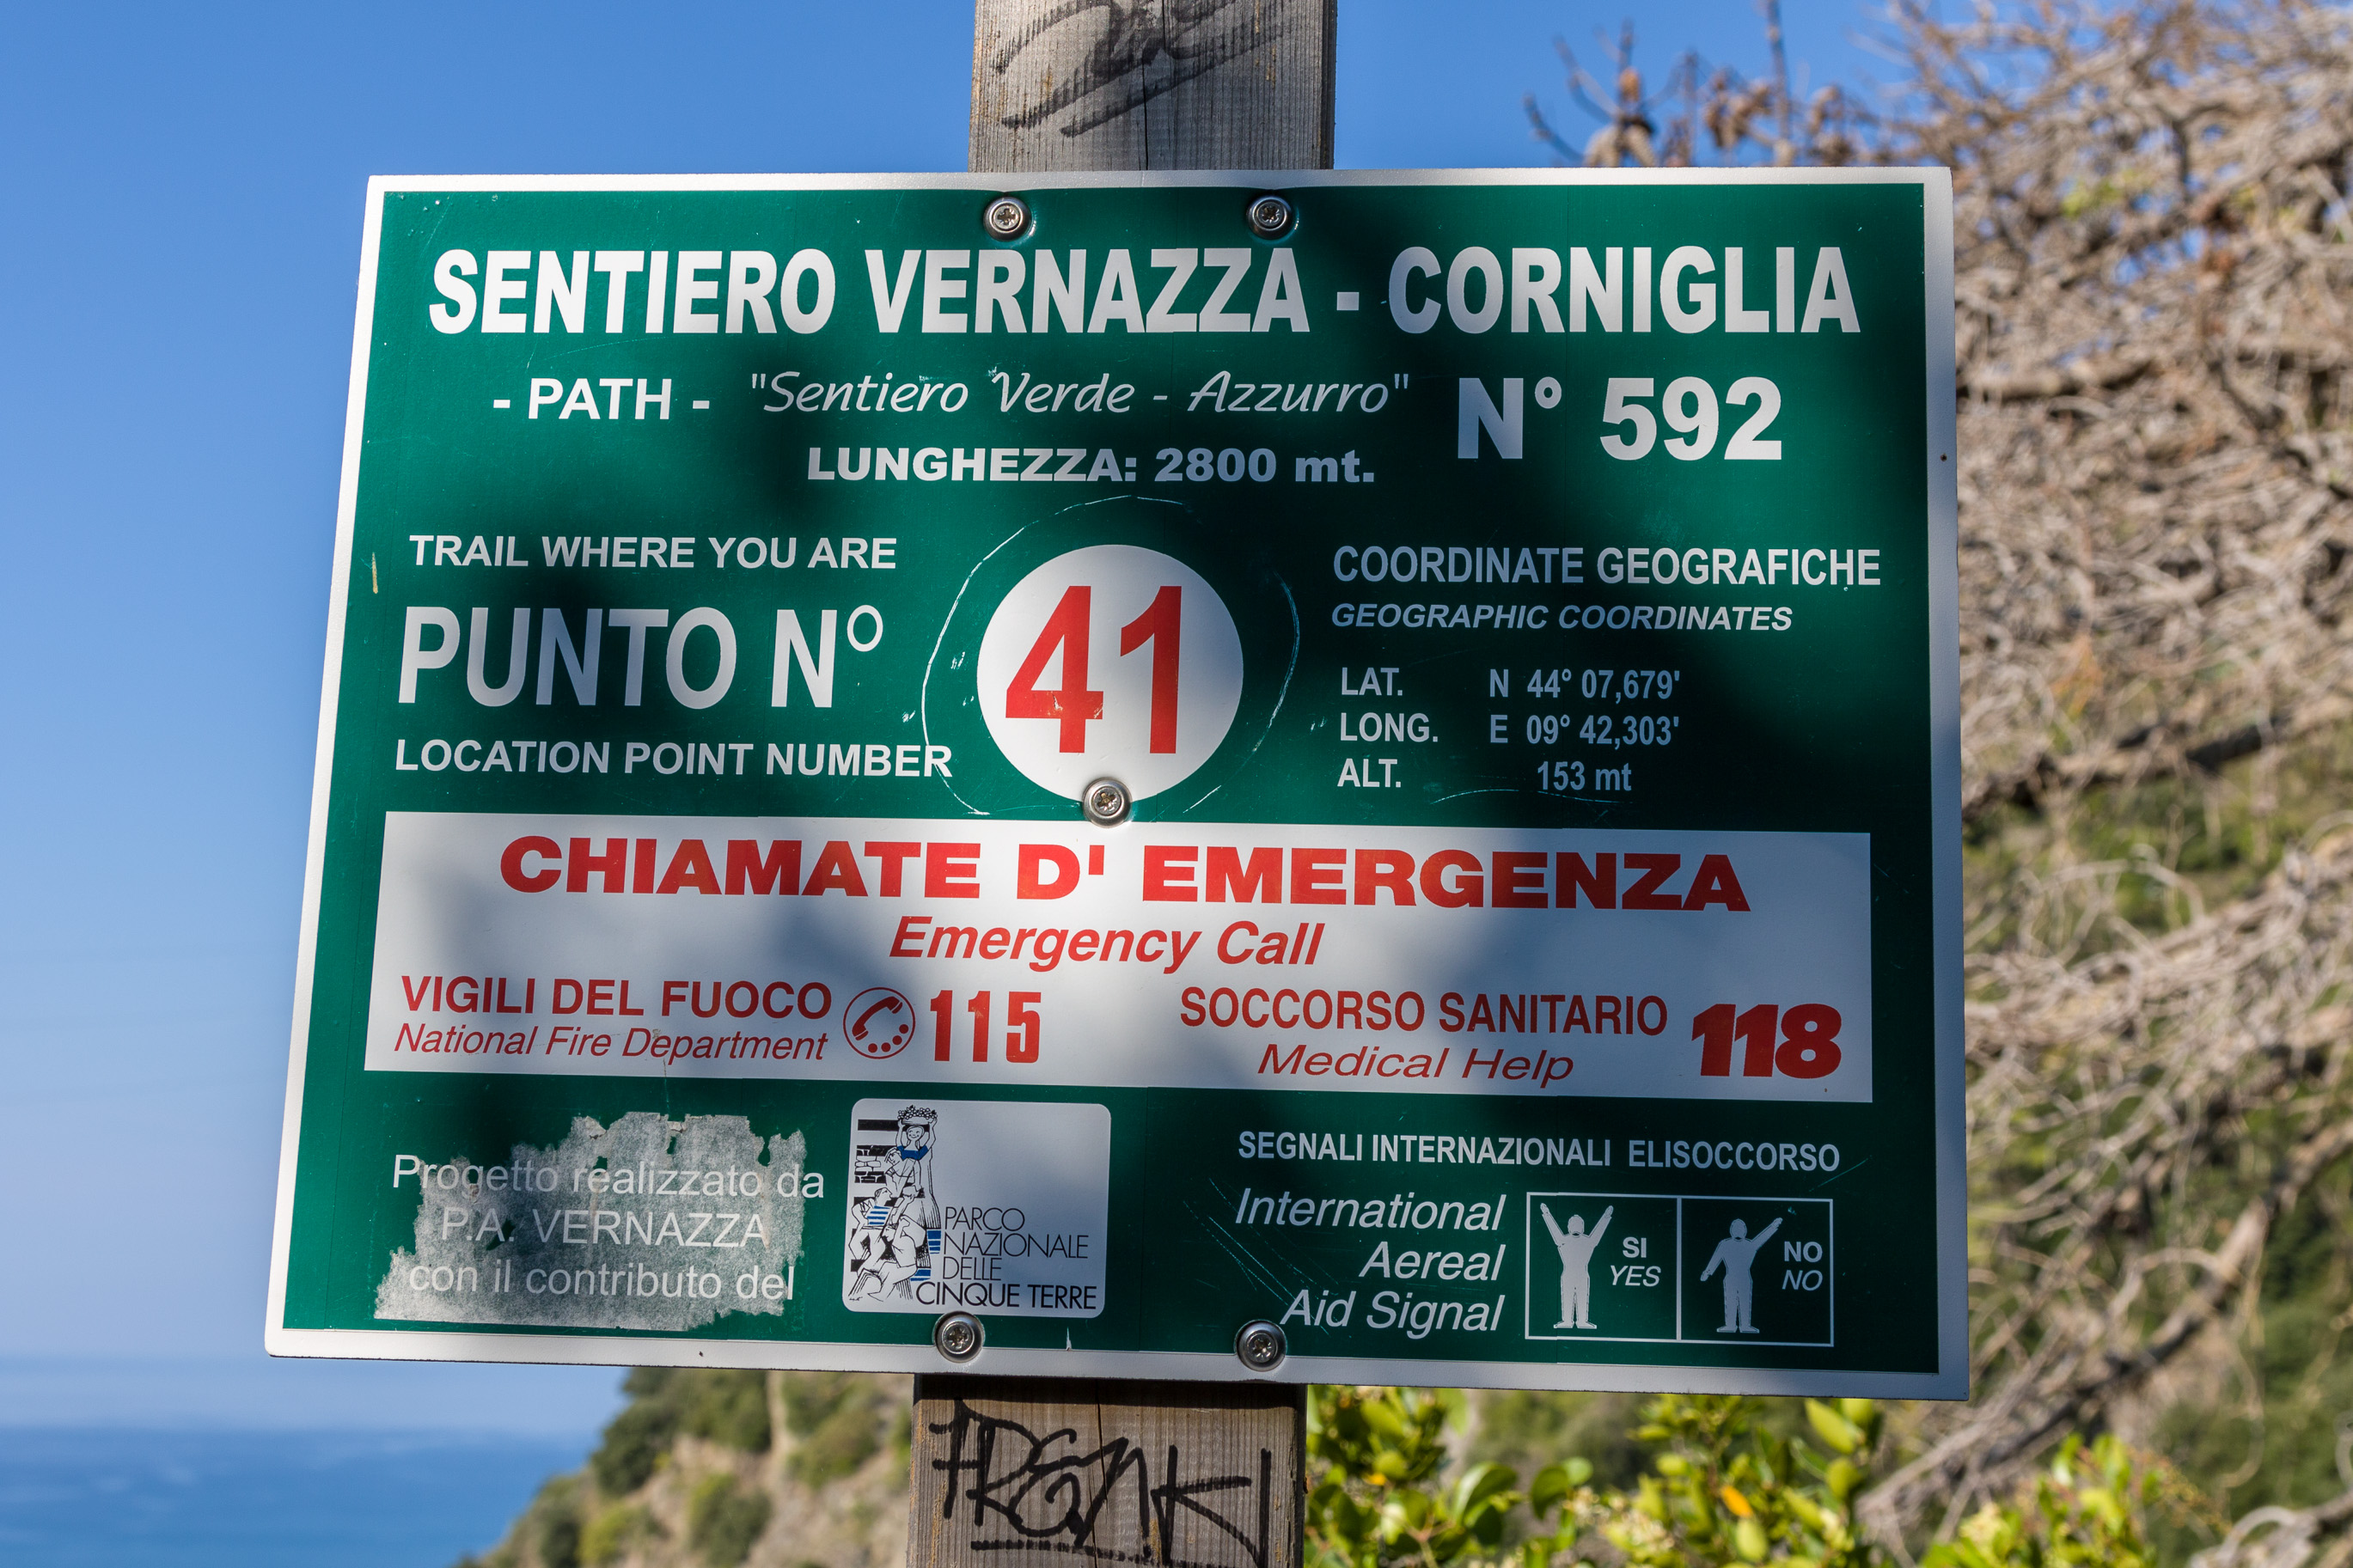 SENTIERO VERNAZZA - CORNIGLIA
- PATH - "Sentiero Verde - Azzurro" N° 592
LUNGHEZZA: 2800 mt.
TRAIL WHERE YOU ARE
PUNTO N° 41
LOCATION POINT NUMBER
COORDINATE GEOGRAFICHE
GEOGRAPHIC COORDINATES
LAT. N 44° 07,679'
LONG. E 09° 42,303'
ALT. 153 mt
CHIAMATE D' EMERGENZA
Emergency Call
VIGILI DEL FUOCO 115
National Fire Department
SOCCORSO SANITARIO 118
Medical Help
Progetto realizzato da
P.A. VERNAZZA
con il contributo del
PARCO
NAZIONALE
DELLE
CINQUE TERRE
SEGNALI INTERNAZIONALI ELISOCCORSO
International
Aereal
Aid Signal
SI
YES
NO
NO